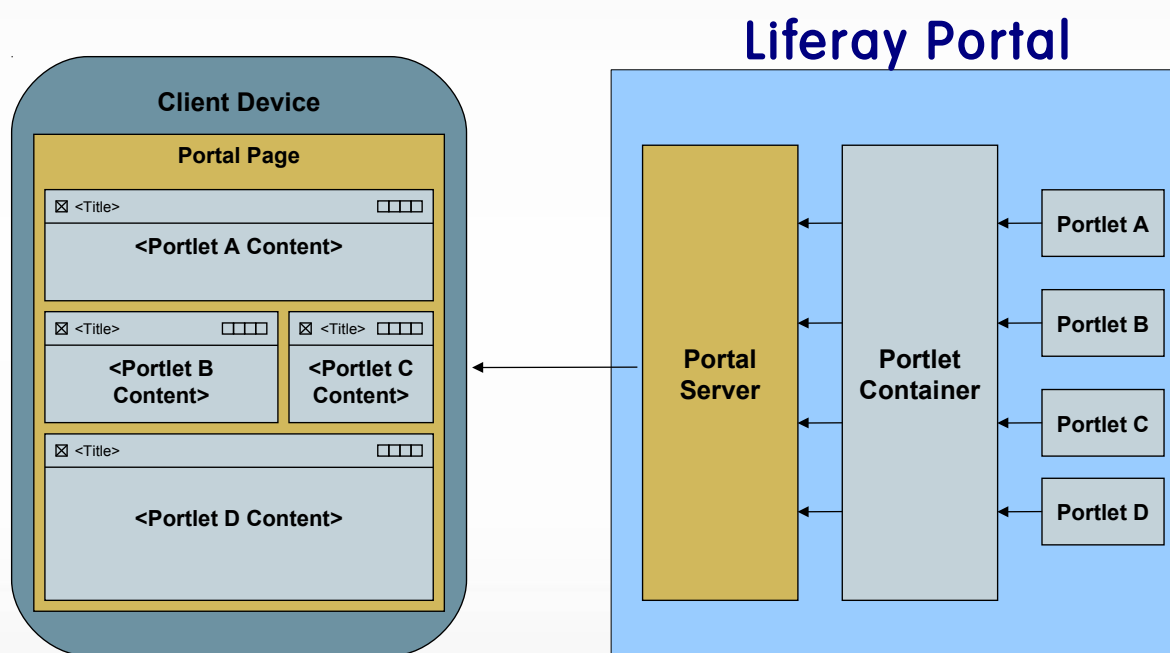 Liferay Portal
Client Device
Portal Page
<Title>
<Portlet A Content>
<Title>
<Portlet B
Content>
<Title>
<Portlet C
Content>
<Title>
<Portlet D Content>
Portal
Server
Portlet
Container
Portlet A
Portlet B
Portlet C
Portlet D